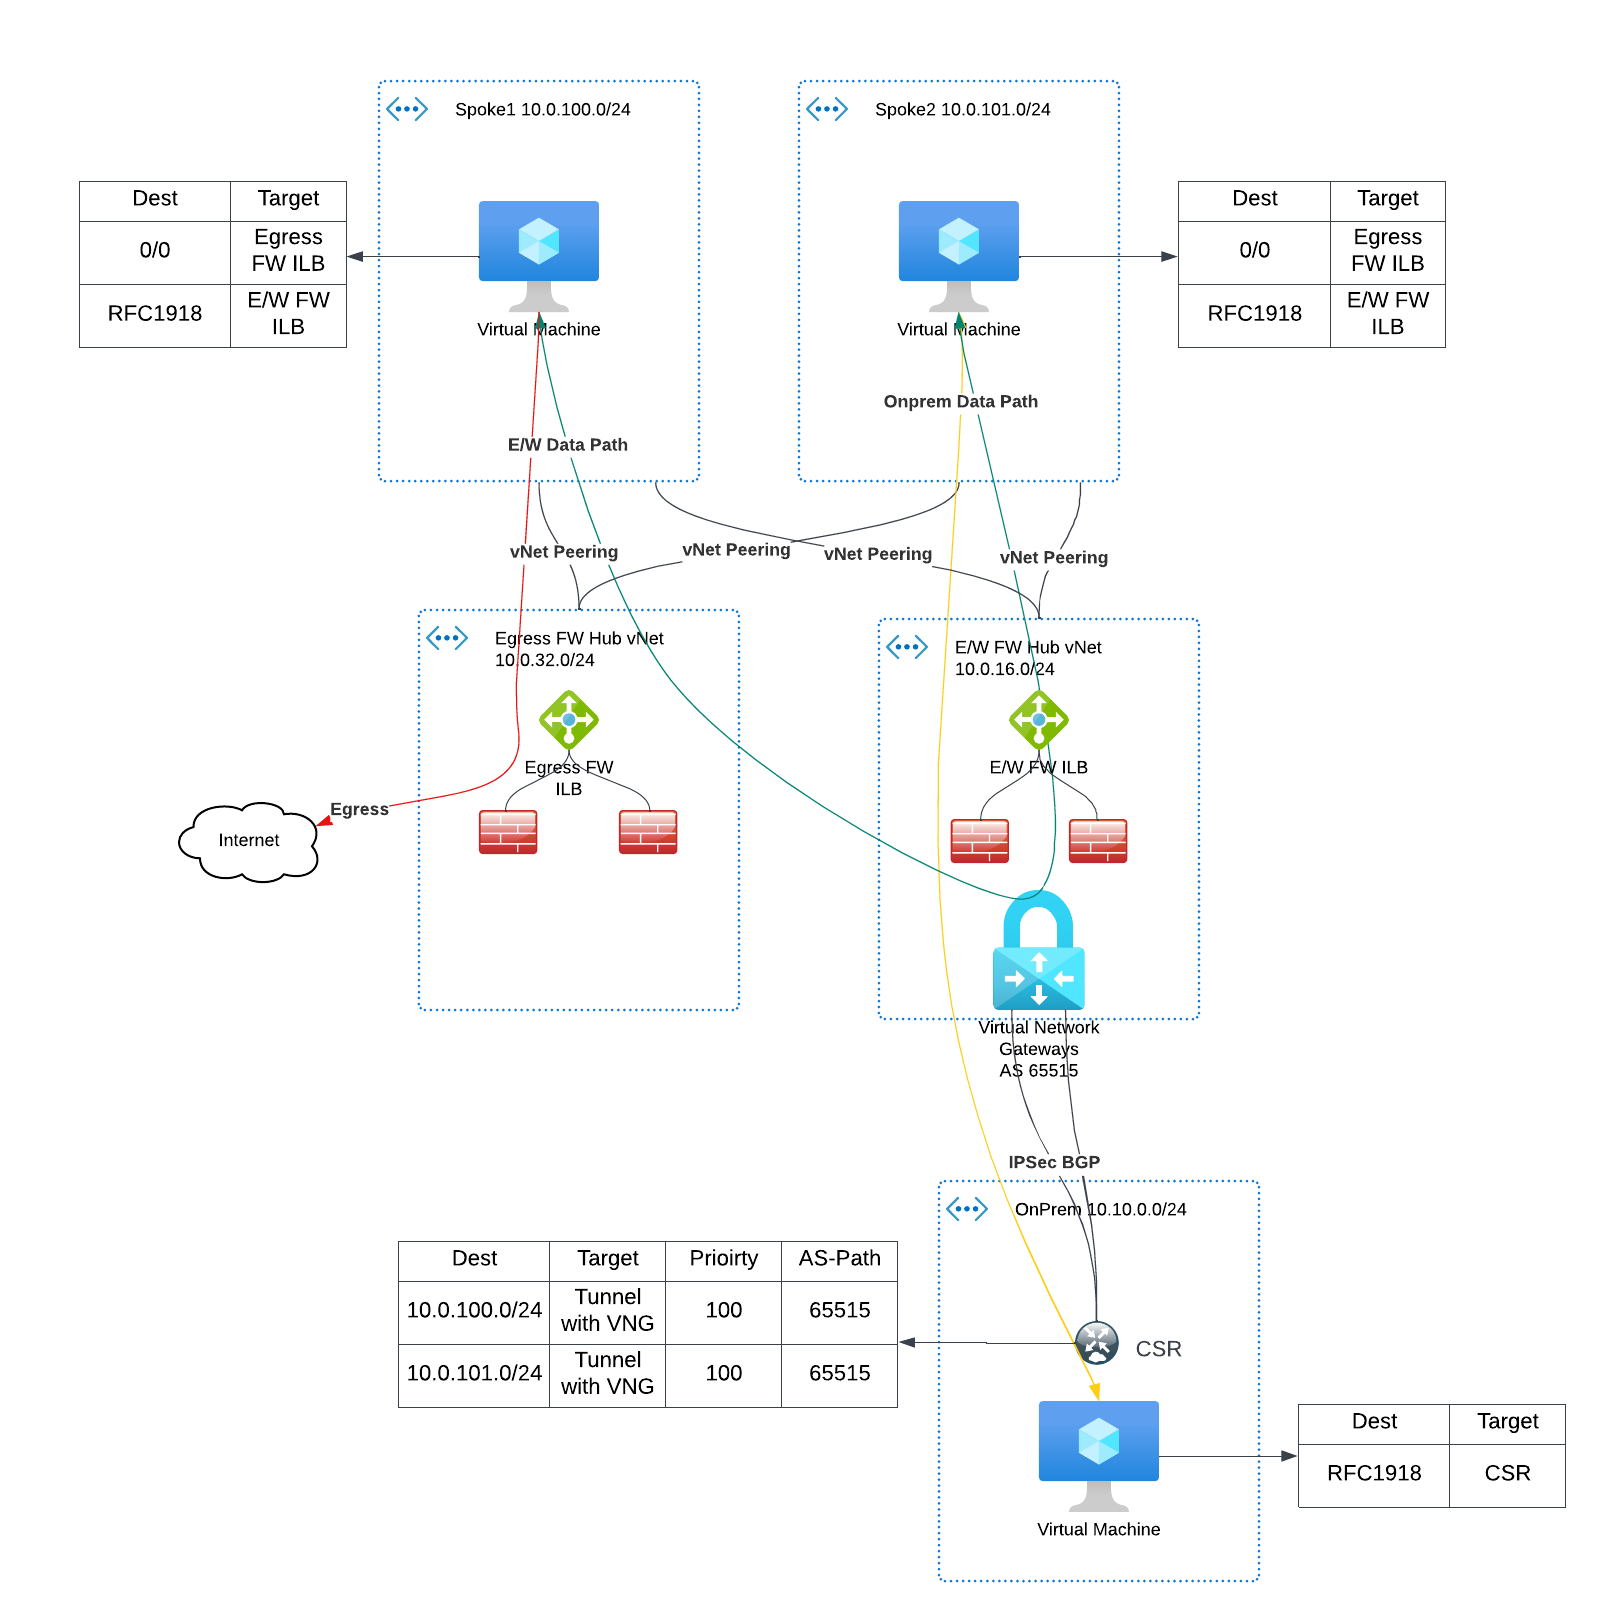 Spoke1 10.0.100.0/24
Spoke2 10.0.101.0/24
Dest Target
0/0 Egress
FW ILB
RFC1918 E/W FW
ILB
Virtual Machine
Virtual Machine
Dest Target
0/0 Egress
FW ILB
RFC1918 E/W FW
ILB
Onprem Data Path
E/W Data Path
vNet Peering
vNet Peering
vNet Peering
vNet Peering
Egress FW Hub vNet
10.0.32.0/24
E/W FW Hub vNet
10.0.16.0/24
Egress FW
ILB
E/W FW ILB
Egress
Internet
Virtual Network
Gateways
AS 65515
IPSec BGP
OnPrem 10.10.0.0/24
Dest Target Prioirty AS-Path
10.0.100.0/24 Tunnel
with VNG 100 65515
10.0.101.0/24 Tunnel
with VNG 100 65515
CSR
Dest Target
RFC1918 CSR
Virtual Machine